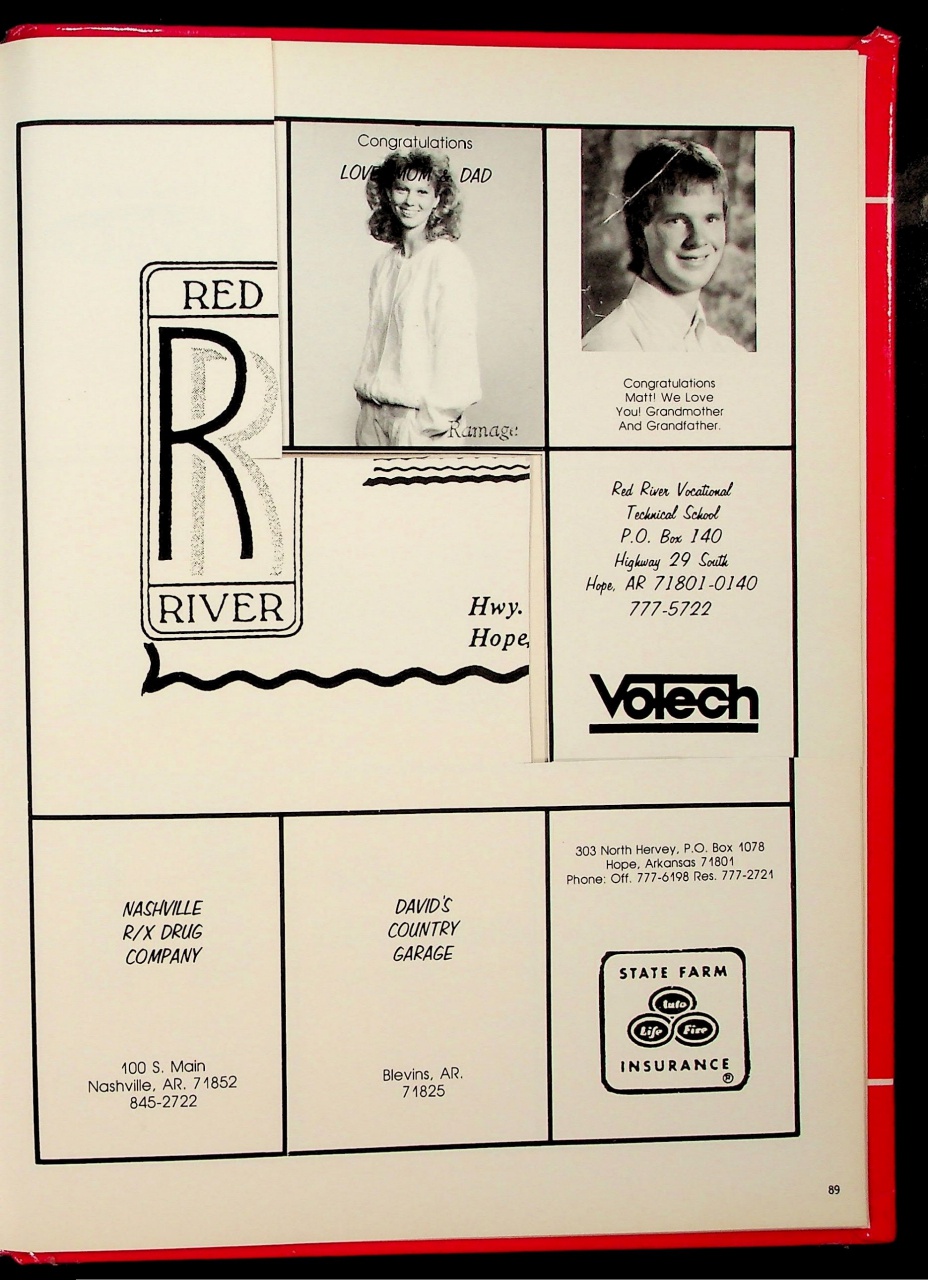 Congratulations
LOVE MOM & DAD
Ramage
Congratulations
Matt! We Love
You! Grandmother
And Grandfather.
RED
R
RIVER
Hwy.
Hope,
Red River Vocational
Technical School
P.O. Box 140
Highway 29 South
Hope, AR 71801-0140
777-5722
VoTech
NASHVILLE
R/X DRUG
COMPANY
100 S. Main
Nashville, AR. 71852
845-2722
DAVID'S
COUNTRY
GARAGE
Blevins, AR.
71825
303 North Hervey, P.O. Box 1078
Hope, Arkansas 71801
Phone: Off. 777-6198 Res. 777-2721
STATE FARM
Auto
Life Fire
INSURANCE
®
89